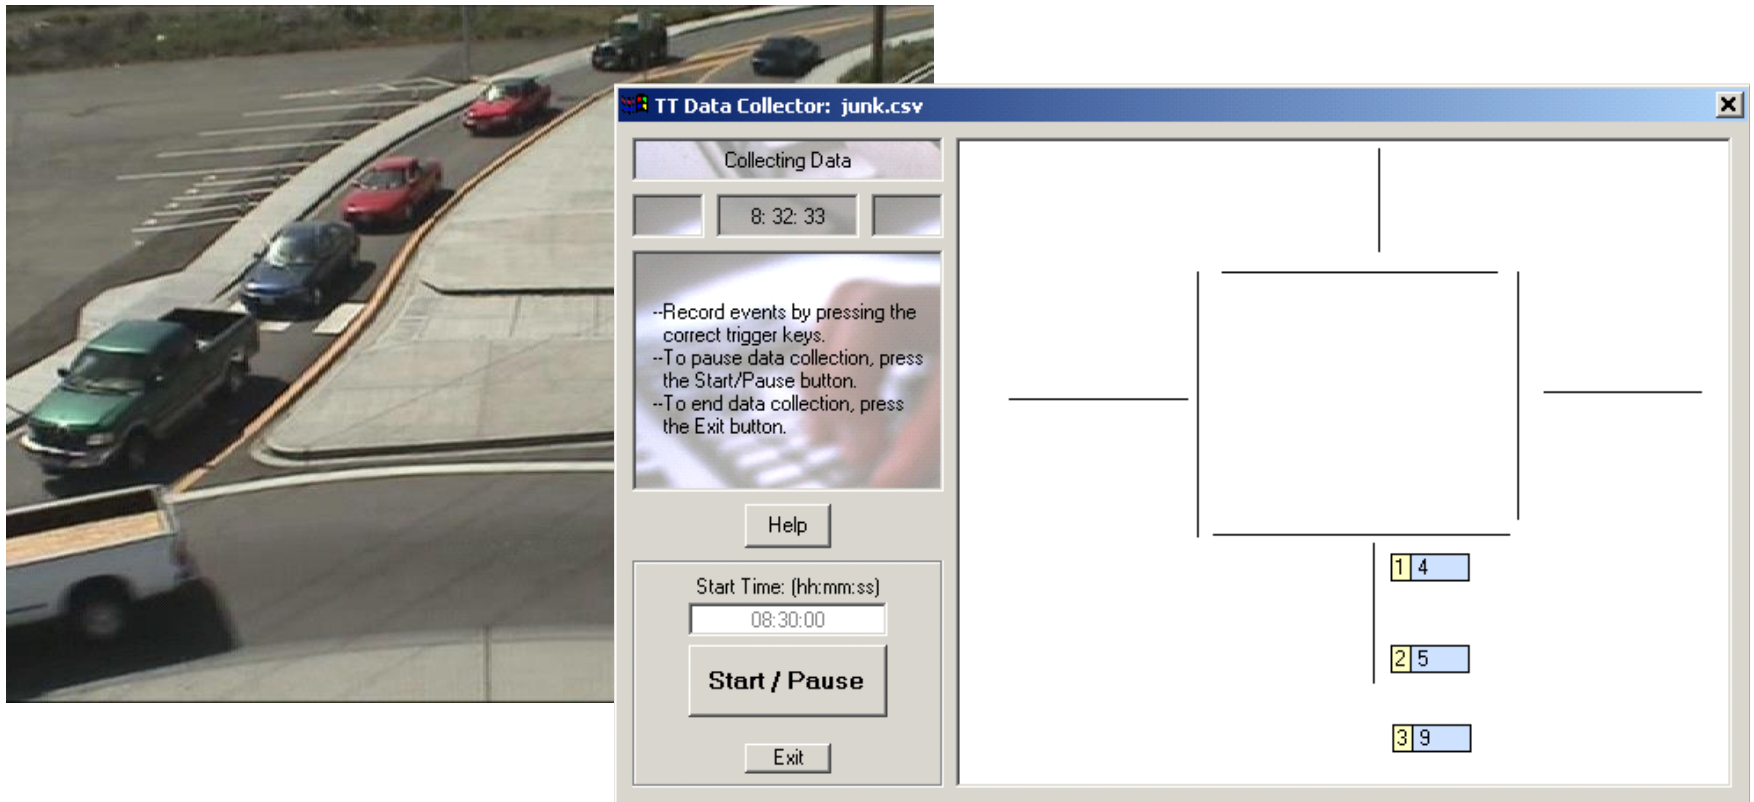 TT Data Collector: junk.csv
Collecting Data
8: 32: 33
--Record events by pressing the
correct trigger keys.
--To pause data collection, press
the Start/Pause button.
--To end data collection, press
the Exit button.
Help
Start Time: (hh:mm:ss)
08:30:00
Start / Pause
Exit
1 4
2 5
3 9